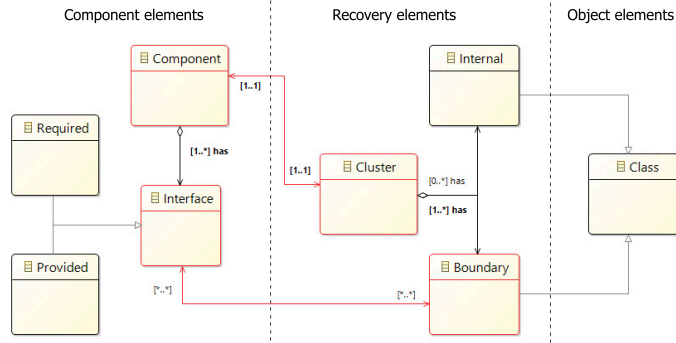 Component elements
Recovery elements
Object elements
Component
Internal
[1..1]
Required
[1..*] has
Cluster
Class
[1..1]
[0..*] has
Interface
[1..*] has
Provided
Boundary
[*..*]
[*..*]